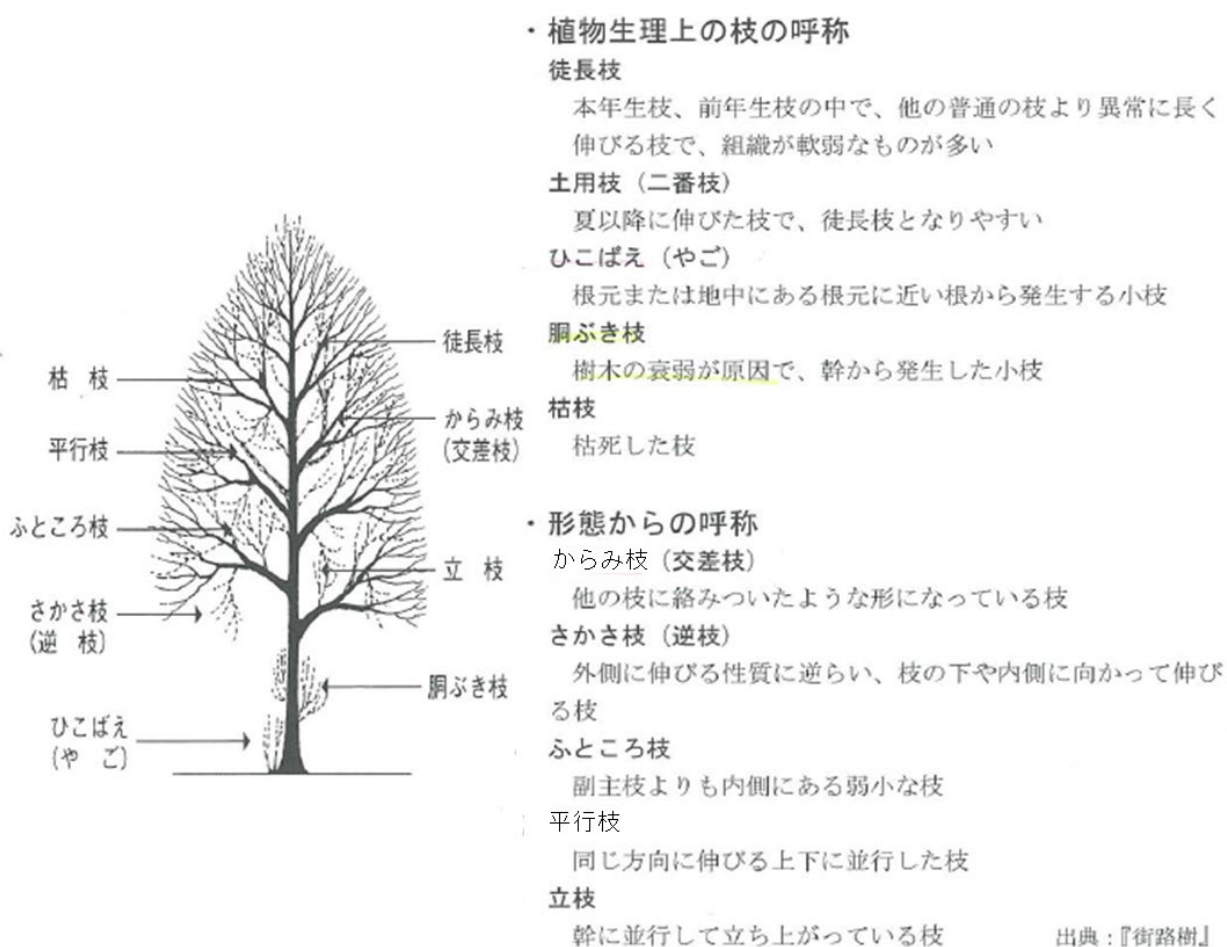 ・植物生理上の枝の呼称
徒長枝
本年生枝、前年生枝の中で、他の普通の枝より異常に長く
伸びる枝で、組織が軟弱なものが多い
土用枝（二番枝）
夏以降に伸びた枝で、徒長枝となりやすい
ひこばえ（やご）
根元または地中にある根元に近い根から発生する小枝
胴ぶき枝
樹木の衰弱が原因で、幹から発生した小枝
枯枝
枯死した枝
・形態からの呼称
からみ枝（交差枝）
他の枝に絡みついたような形になっている枝
さかさ枝（逆枝）
外側に伸びる性質に逆らい、枝の下や内側に向かって伸び
る枝
ふところ枝
副主枝よりも内側にある弱小な枝
平行枝
同じ方向に伸びる上下に並行した枝
立枝
幹に並行して立ち上がっている枝
出典：『街路樹』
枯 枝
平行枝
ふところ枝
さかさ枝
(逆 枝)
ひこばえ
(や ご)
徒長枝
からみ枝
(交差枝)
立 枝
胴ぶき枝